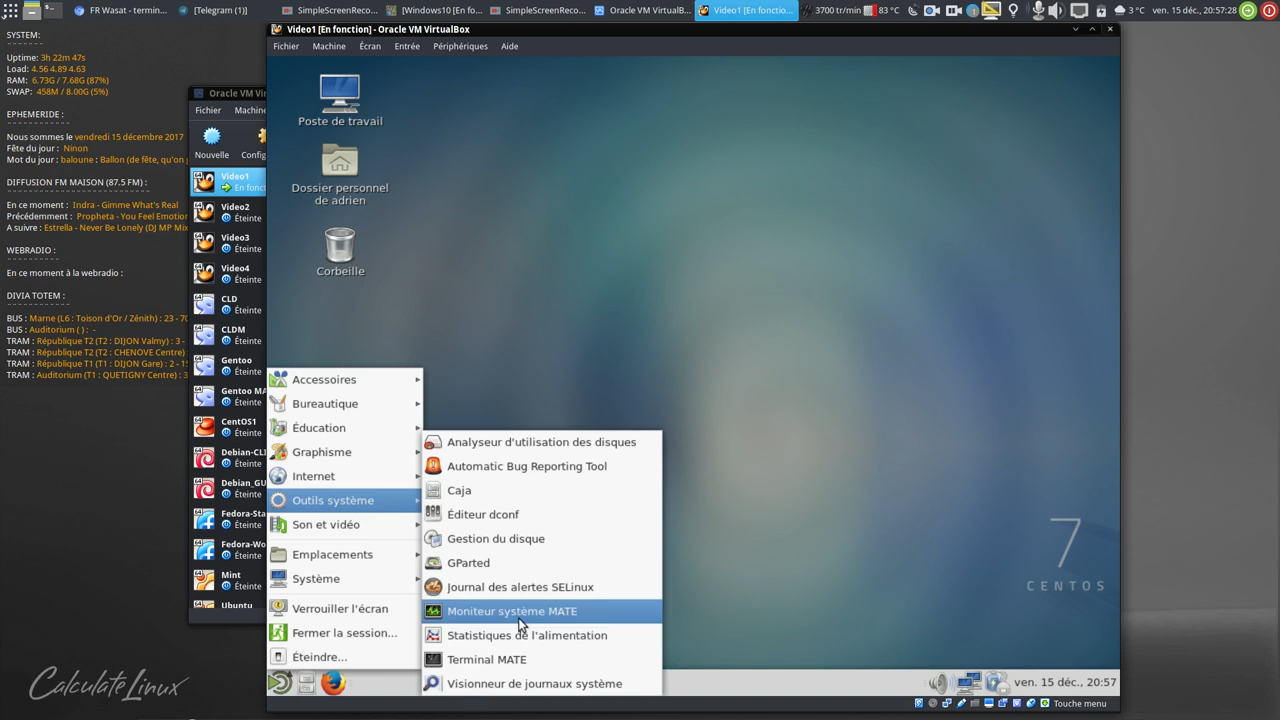 FR Wasat - termin...
[Telegram (1)]
SimpleScreenReco...
[Windows10 [En fo...
SimpleScreenReco...
Oracle VM VirtualB...
Video1 [En fonctio...
3700 tr/min
83 °C
3 °C
ven. 15 déc., 20:57:28
SYSTEM:
Uptime: 3h 22m 47s
Load: 4.56 4.89 4.63
RAM: 6.73G / 7.68G (87%)
SWAP: 458M / 8.00G (5%)
EPHEMERIDE :
Nous sommes le vendredi 15 décembre 2017
Fête du jour : Ninon
Mot du jour : baloune : Ballon (de fête, qu'on
DIFFUSION FM MAISON (87.5 FM) :
En ce moment : Indra - Gimme What's Real
Précédemment : Propheta - You Feel Emotion
A suivre : Estrella - Never Be Lonely (DJ MP Mix
WEBRADIO :
En ce moment à la webradio :
DIVIA TOTEM :
BUS : Marne (L6 : Toison d'Or / Zénith) : 23 - 70
BUS : Auditorium ( ) : -
TRAM : République T2 (T2 : DIJON Valmy) : 3 -
TRAM : République T2 (T2 : CHENOVE Centre)
TRAM : République T1 (T1 : DIJON Gare) : 2 - 15
TRAM : Auditorium (T1 : QUETIGNY Centre) : 3
Calculate Linux
Oracle VM Vir
Fichier
Machine
Nouvelle
Config
Video1
En fonct
Video2
Éteinte
Video3
Éteinte
Video4
Éteinte
CLD
Éteinte
CLDM
Éteinte
Gentoo
Éteinte
Gentoo MA
Éteinte
CentOS1
Éteinte
Debian-CLI
Éteinte
Debian_GU
Éteinte
Fedora-Sta
Éteinte
Fedora-Wo
Éteinte
Mint
Éteinte
Ubuntu
Video1 [En fonction] - Oracle VM VirtualBox
Fichier
Machine
Écran
Entrée
Périphériques
Aide
Poste de travail
Dossier personnel
de adrien
Corbeille
7
CENTOS
Accessoires
Bureautique
Éducation
Graphisme
Internet
Outils système
Son et vidéo
Emplacements
Système
Verrouiller l'écran
Fermer la session...
Éteindre...
Analyseur d'utilisation des disques
Automatic Bug Reporting Tool
Caja
Éditeur dconf
Gestion du disque
GParted
Journal des alertes SELinux
Moniteur système MATE
Statistiques de l'alimentation
Terminal MATE
Visionneur de journaux système
ven. 15 déc., 20:57
Touche menu